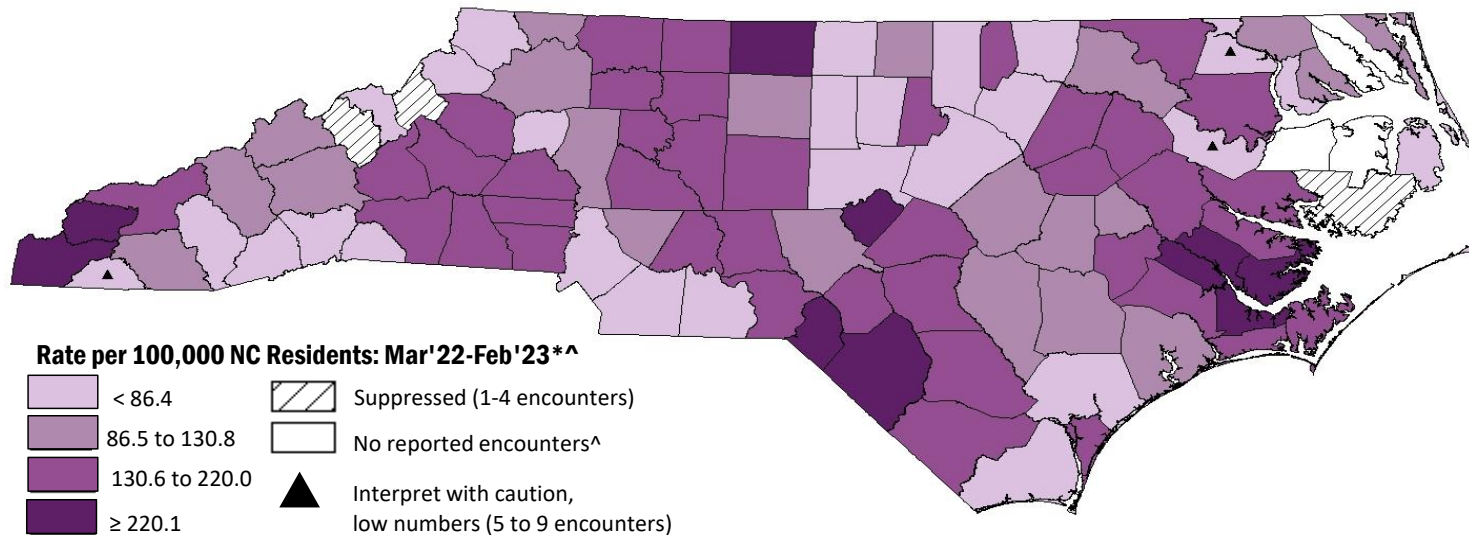 Rate per 100,000 NC Residents: Mar'22-Feb'23*^
< 86.4
86.5 to 130.8
130.6 to 220.0
≥ 220.1
Suppressed (1-4 encounters)
No reported encounters^
Interpret with caution,
low numbers (5 to 9 encounters)